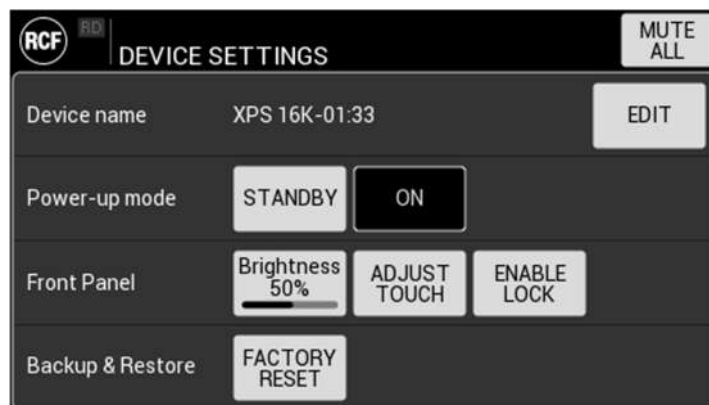 RCF
RD
DEVICE SETTINGS
MUTE
ALL
Device name
XPS 16K-01:33
EDIT
Power-up mode
STANDBY
ON
Front Panel
Brightness
50%
ADJUST
TOUCH
ENABLE
LOCK
Backup & Restore
FACTORY
RESET